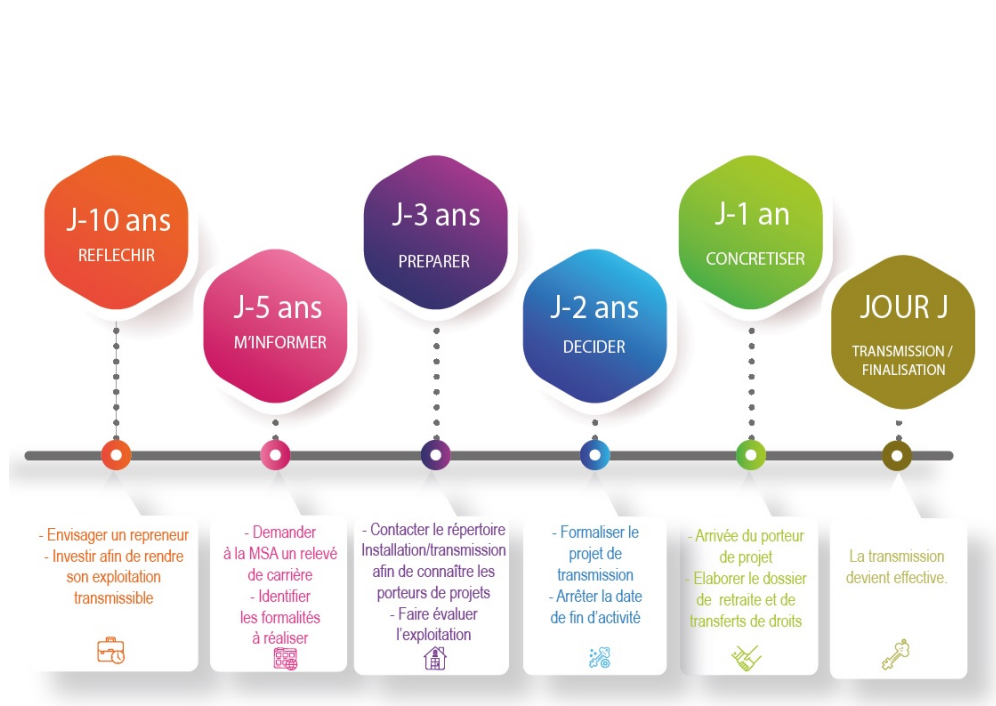 J-10 ans
REFLECHIR
J-5 ans
M'INFORMER
J-3 ans
PREPARER
J-2 ans
DECIDER
J-1 an
CONCRETISER
JOUR J
TRANSMISSION /
FINALISATION
- Envisager un repreneur
- Investir afin de rendre
son exploitation
transmissible
- Demander
à la MSA un relevé
de carrière
- Identifier
les formalités
à réaliser
- Contacter le répertoire
Installation/transmission
afin de connaître les
porteurs de projets
- Faire évaluer
l'exploitation
- Formaliser le
projet de
transmission
- Arrêter la date
de fin d'activité
- Arrivée du porteur
de projet
- Elaborer le dossier
de retraite et de
transferts de droits
La transmission
devient effective.